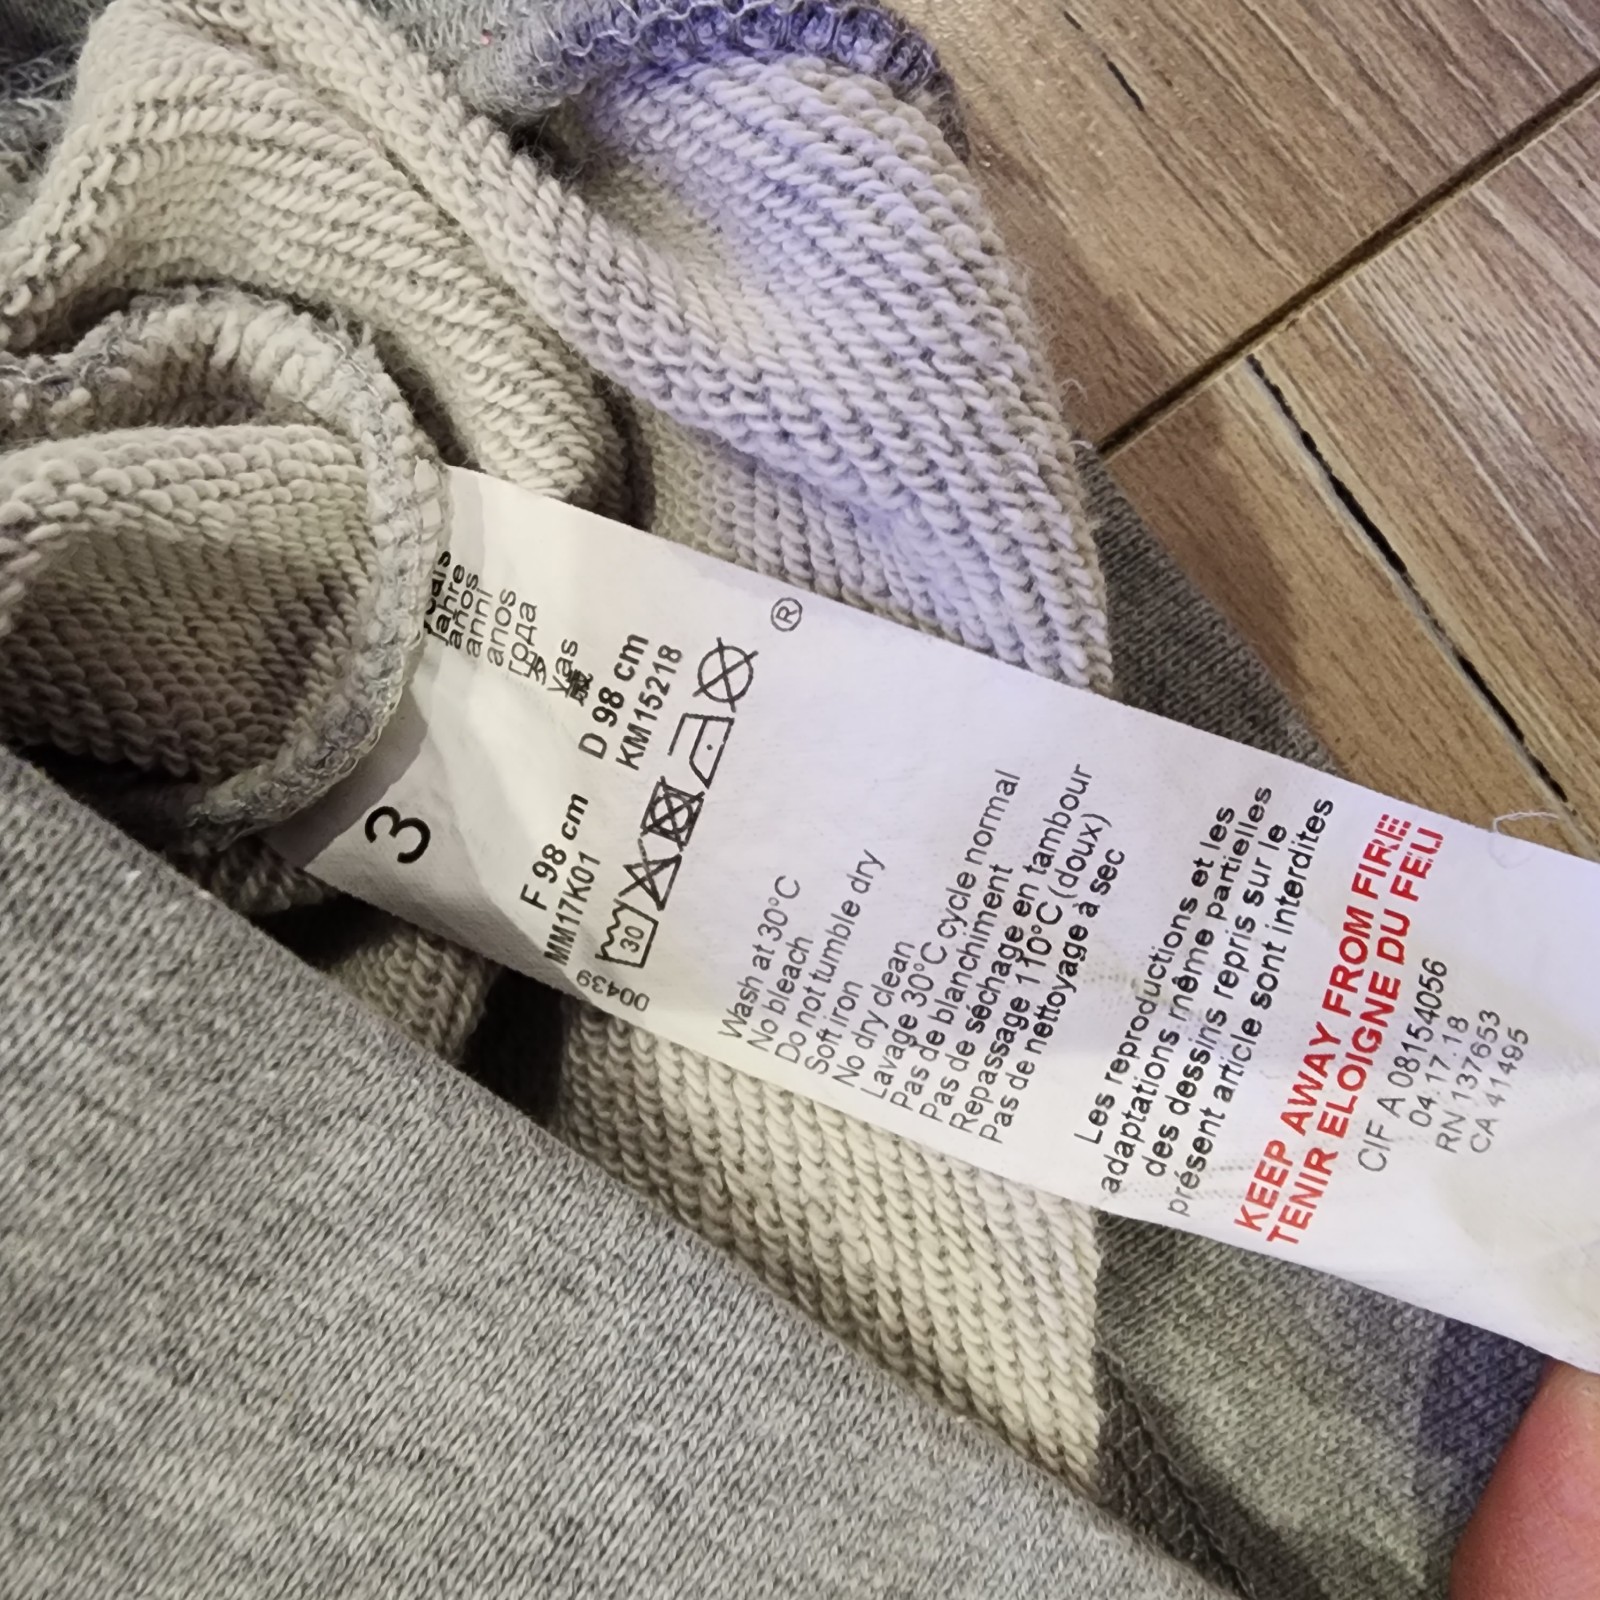 3
Jahre
años
anni
anos
года
岁
vas
歳
F 98 cm D 98 cm
MM17K01 KM15218
30
®
00439
Wash at 30°C
No bleach
Do not tumble dry
Soft iron
No dry clean
Lavage 30°C cycle normal
Pas de blanchiment
Pas de séchage en tambour
Repassage 110°C (doux)
Pas de nettoyage à sec
Les reproductions et les
adaptations même partielles
des dessins repris sur le
présent article sont interdites
KEEP AWAY FROM FIRE
TENIR ELOIGNE DU FEU
CIF A 08154056
04.17.18
RN 137653
CA 41495